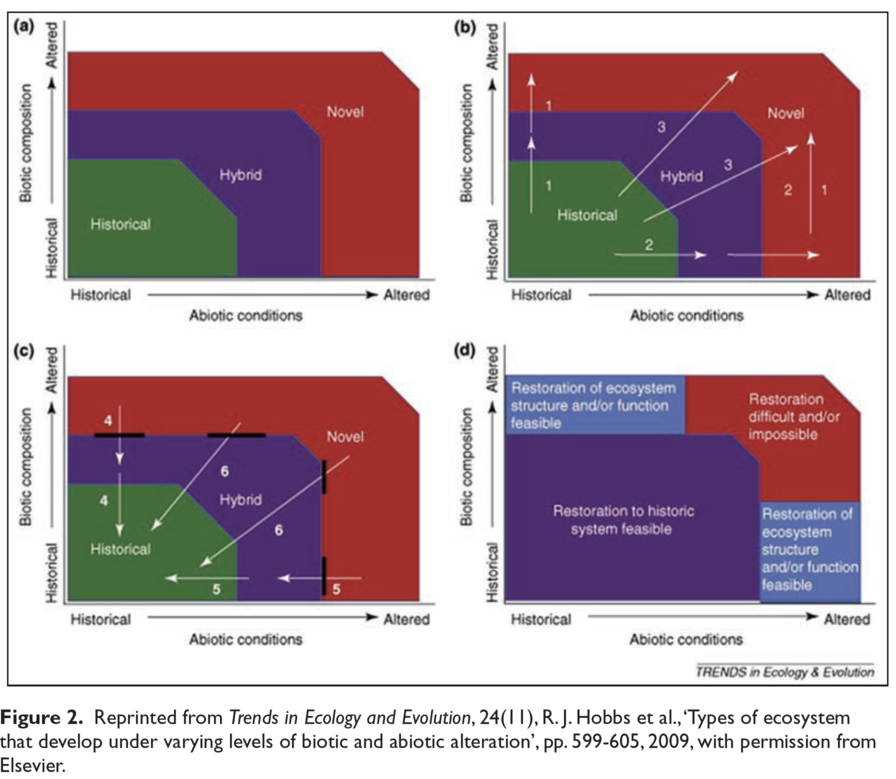 (a)
Altered
Biotic composition
Historical
Novel
Hybrid
Historical
Historical
Altered
Abiotic conditions
(b)
Altered
Biotic composition
Historical
1
3
Novel
3
Hybrid
1
2
1
Historical
2
Historical
Altered
Abiotic conditions
(c)
Altered
Biotic composition
Historical
4
Novel
6
4
Hybrid
6
Historical
5
5
Historical
Altered
Abiotic conditions
(d)
Altered
Biotic composition
Historical
Restoration of ecosystem
structure and/or function
feasible
Restoration
difficult and/or
impossible
Restoration to historic
system feasible
Restoration of
ecosystem
structure
and/or function
feasible
Historical
Altered
Abiotic conditions
TRENDS in Ecology & Evolution
Figure 2. Reprinted from Trends in Ecology and Evolution, 24(11), R. J. Hobbs et al., ‘Types of ecosystem
that develop under varying levels of biotic and abiotic alteration’, pp. 599-605, 2009, with permission from
Elsevier.